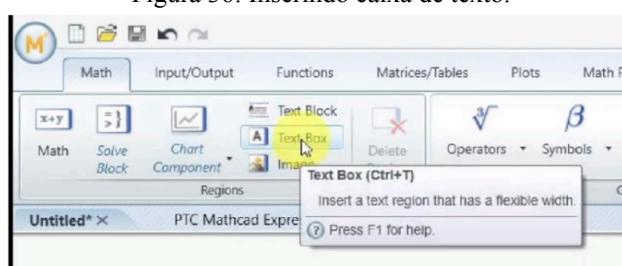 Figura 50: Inserindo caixa de texto.
Math Input/Output Functions Matrices/Tables Plots Math
Text Block
Text Box
Image
Math Solve Block Chart Component Delete Operators Symbols
Regions
Text Box (Ctrl+T)
Insert a text region that has a flexible width.
Press F1 for help.
Untitled* × PTC Mathcad